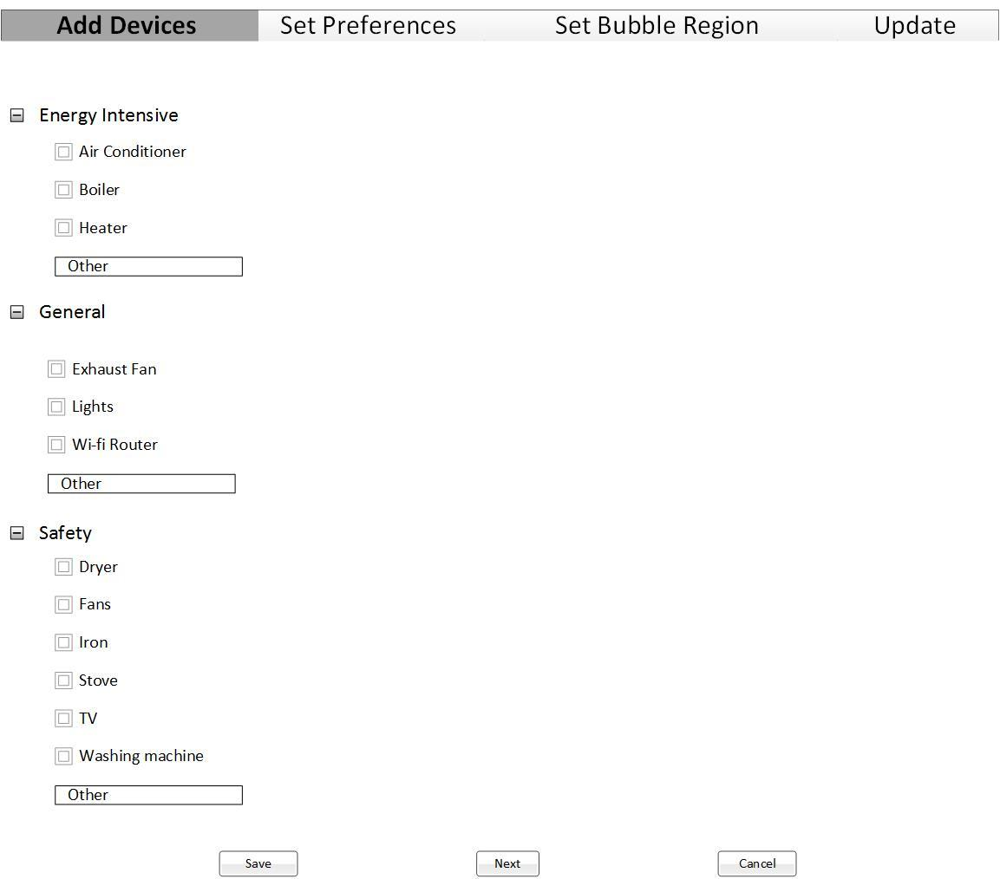 Add Devices Set Preferences Set Bubble Region Update
Energy Intensive
Air Conditioner
Boiler
Heater
Other
General
Exhaust Fan
Lights
Wi-fi Router
Other
Safety
Dryer
Fans
Iron
Stove
TV
Washing machine
Other
Save Next Cancel